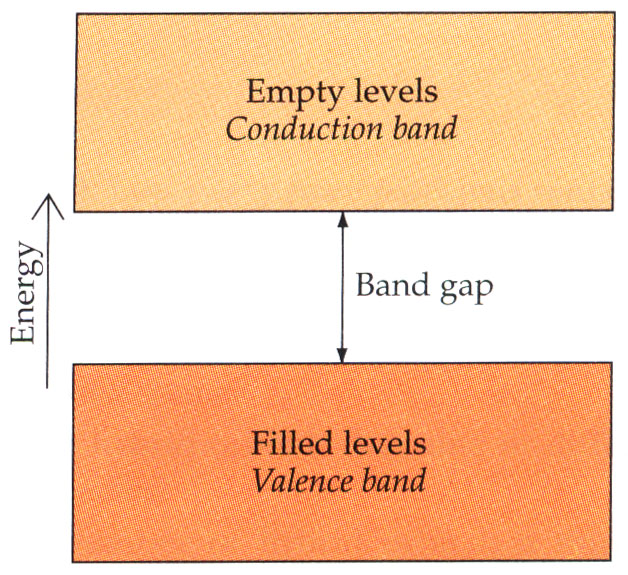 Empty levels
Conduction band
Energy
Band gap
Filled levels
Valence band